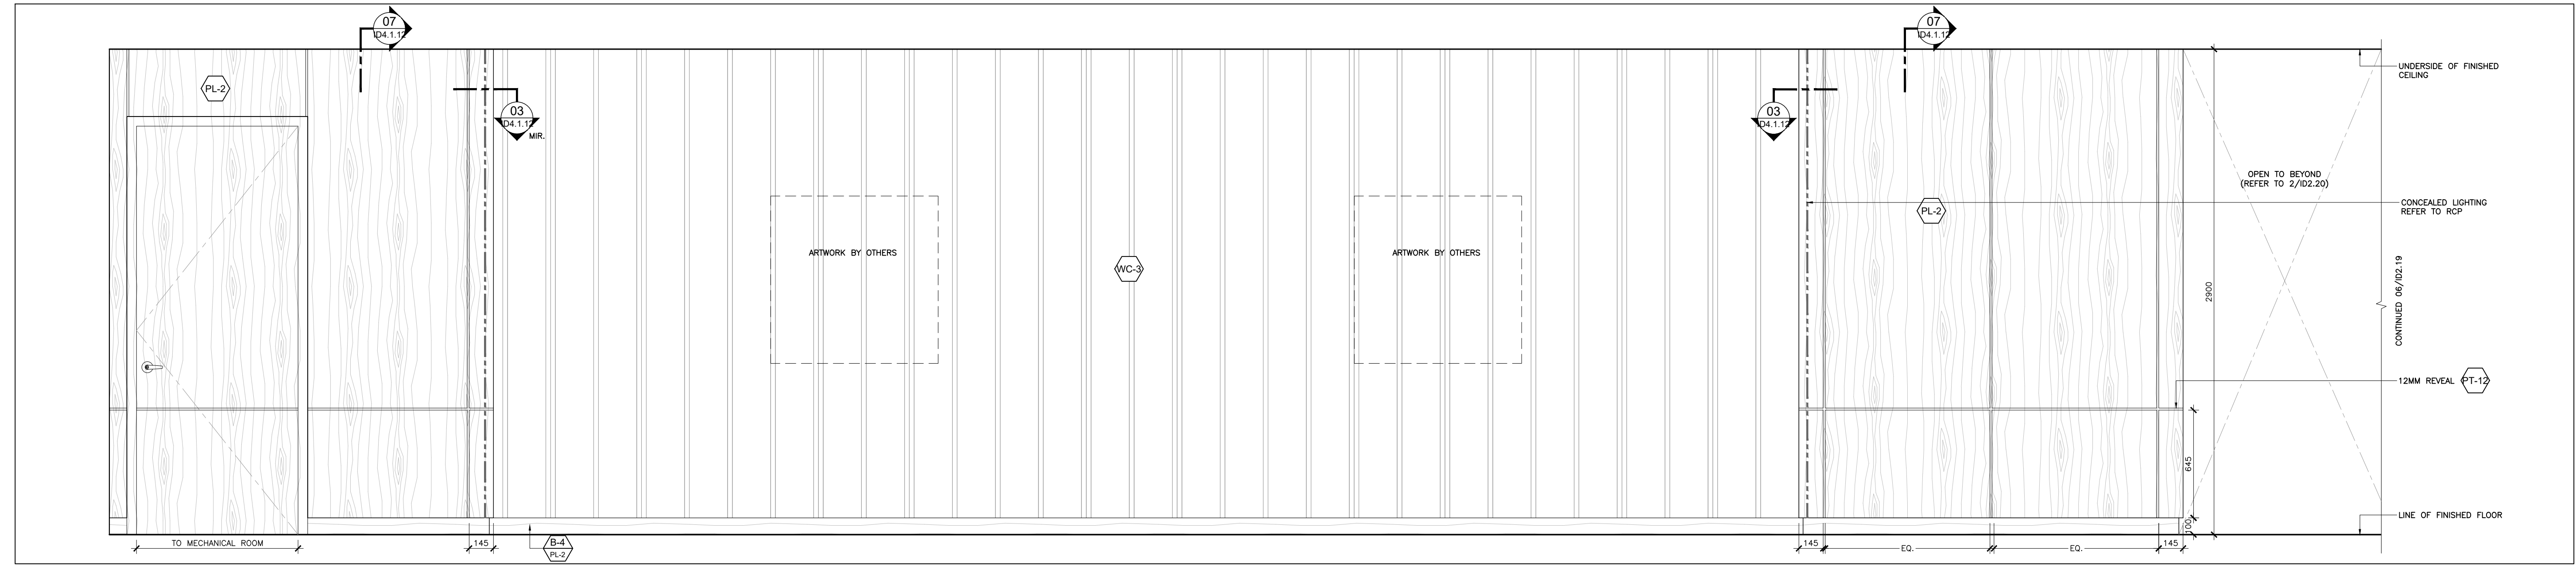 07
ID4.1.12
07
ID4.1.12
PL-2
03
ID4.1.12
MIR.
03
ID4.1.12
UNDERSIDE OF FINISHED
CEILING
OPEN TO BEYOND
(REFER TO 2/ID2.20)
CONCEALED LIGHTING
REFER TO RCP
PL-2
ARTWORK BY OTHERS
ARTWORK BY OTHERS
WC-3
2900
CONTINUED 06/ID2.19
12MM REVEAL
PT-12
645
100
LINE OF FINISHED FLOOR
TO MECHANICAL ROOM
145
B-4
PL-2
145
EQ.
EQ.
145